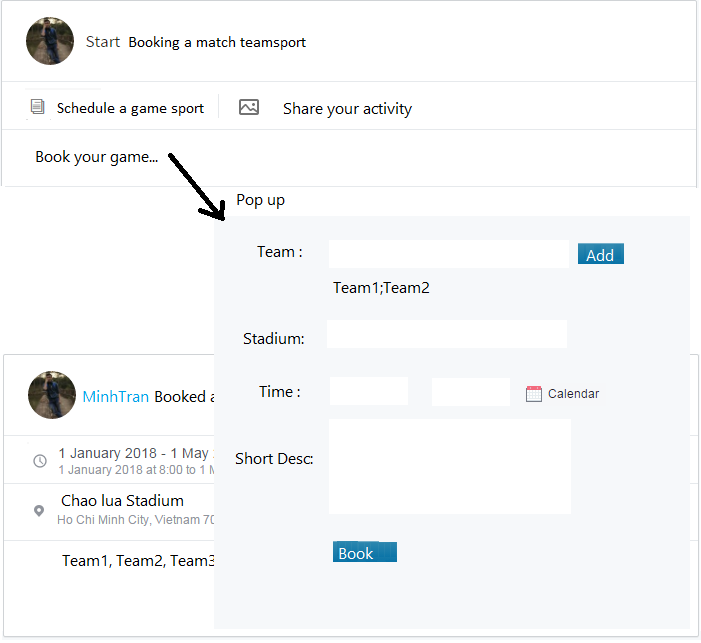 Start Booking a match teamsport
Schedule a game sport Share your activity
Book your game...
Pop up
Team :
Add
Team1;Team2
Stadium:
Time :
Calendar
Short Desc:
Book
MinhTran Booked a
1 January 2018 - 1 May
1 January 2018 at 8:00 to 1 M
Chao lua Stadium
Ho Chi Minh City, Vietnam 70
Team1, Team2, Team3